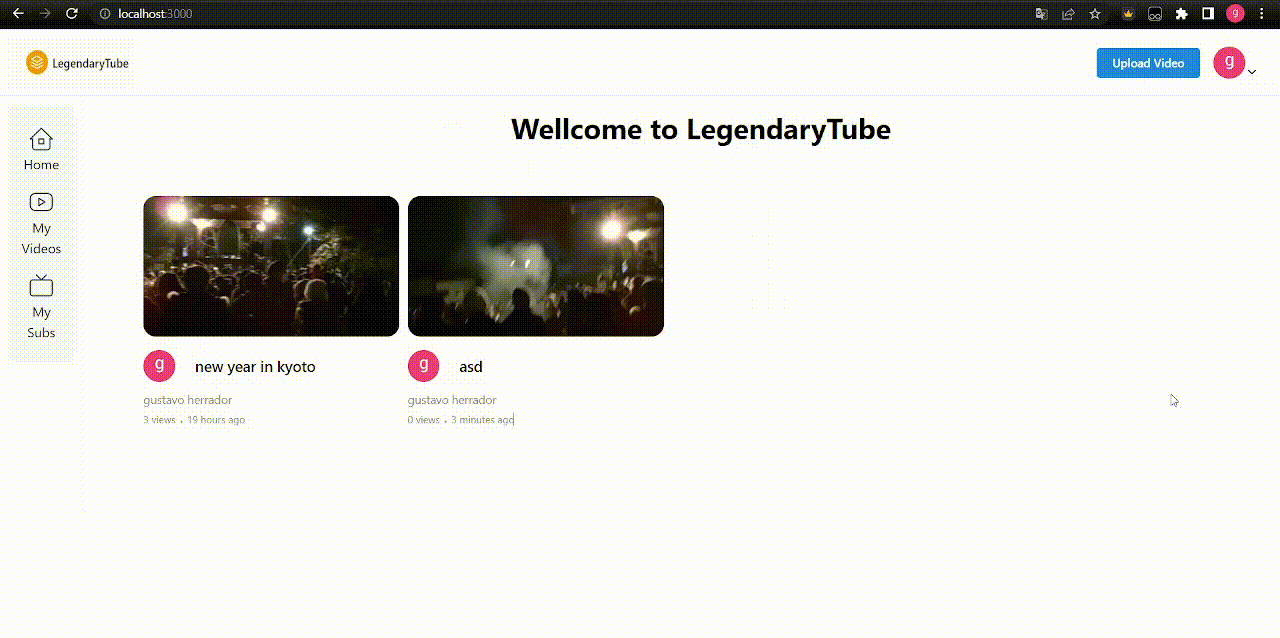 localhost:3000
g
LegendaryTube
Upload Video
g
Wellcome to LegendaryTube
Home
My
Videos
My
Subs
g
new year in kyoto
gustavo herrador
3 views • 19 hours ago
g
asd
gustavo herrador
0 views • 3 minutes ago